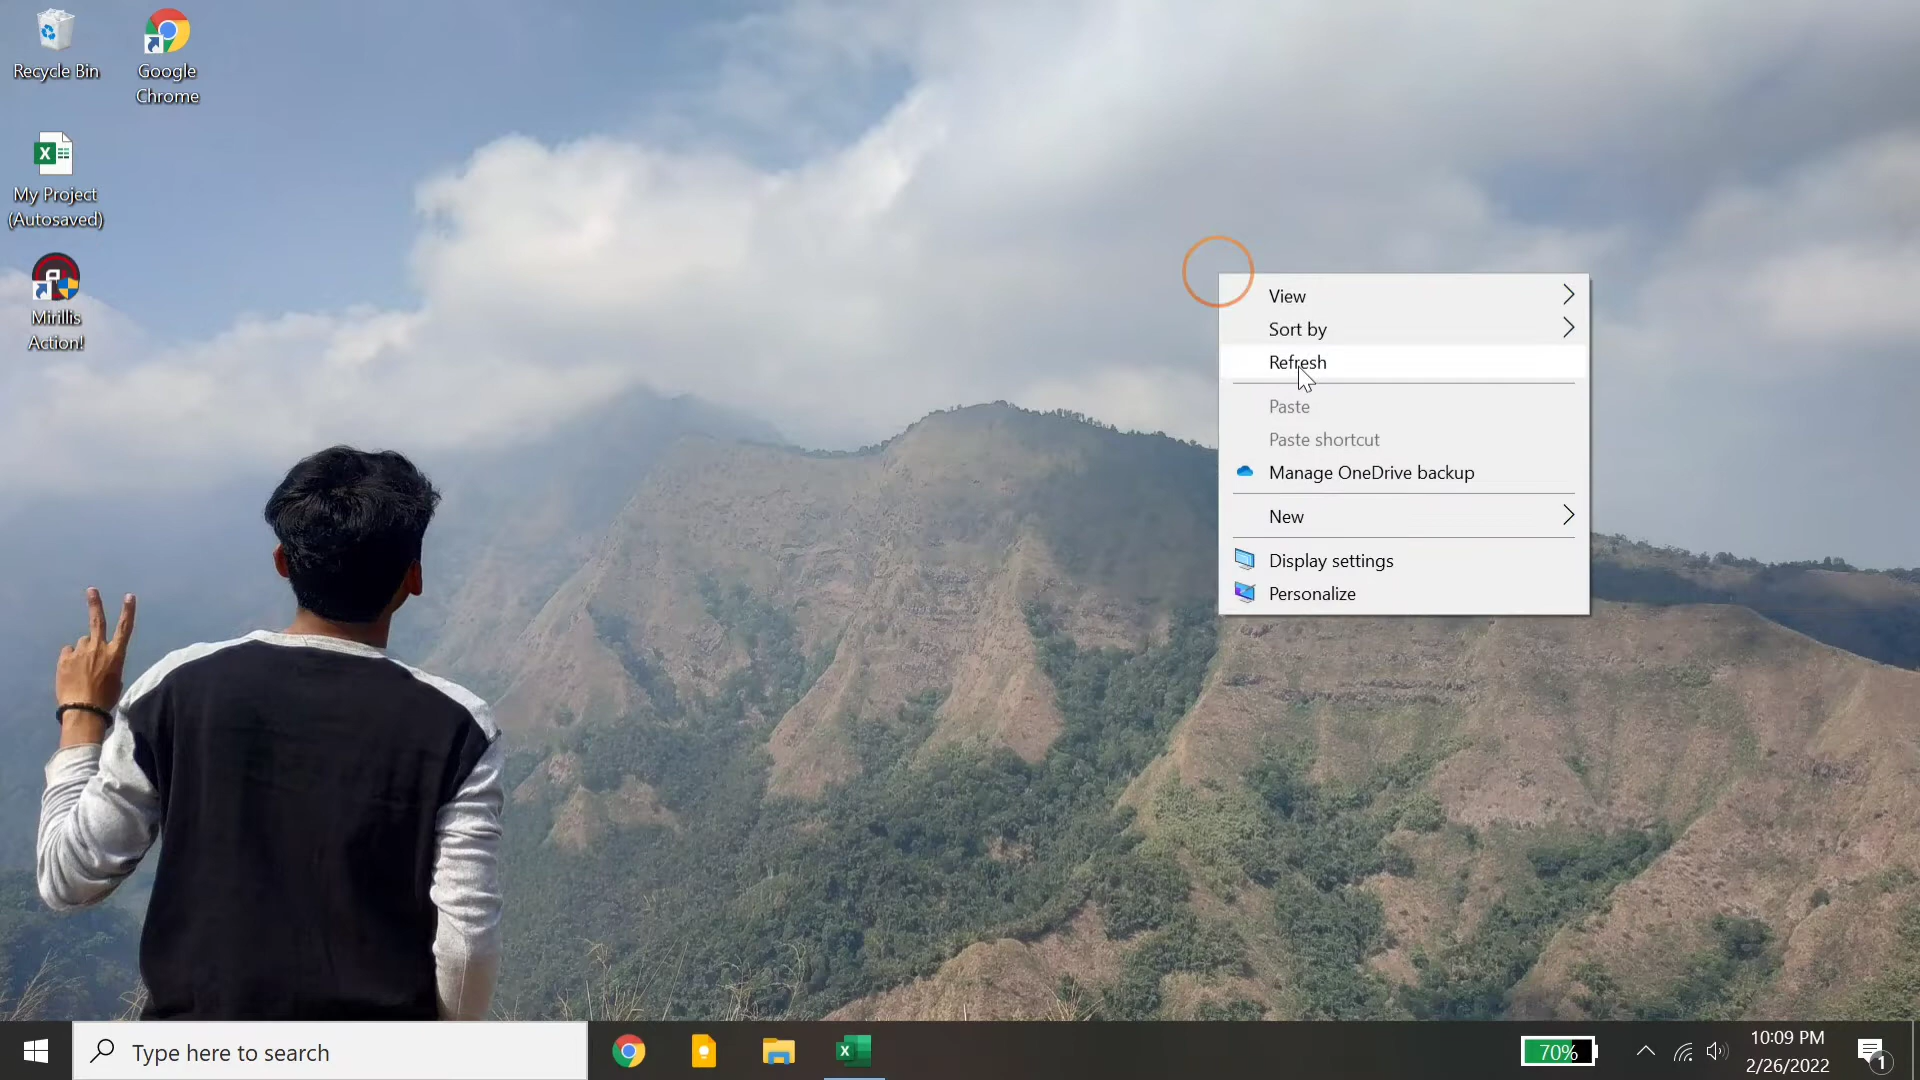 Recycle Bin
Google
Chrome
My Project
(Autosaved)
Mirillis
Action!
View
Sort by
Refresh
Paste
Paste shortcut
Manage OneDrive backup
New
Display settings
Personalize
Type here to search
70%
10:09 PM
2/26/2022
1